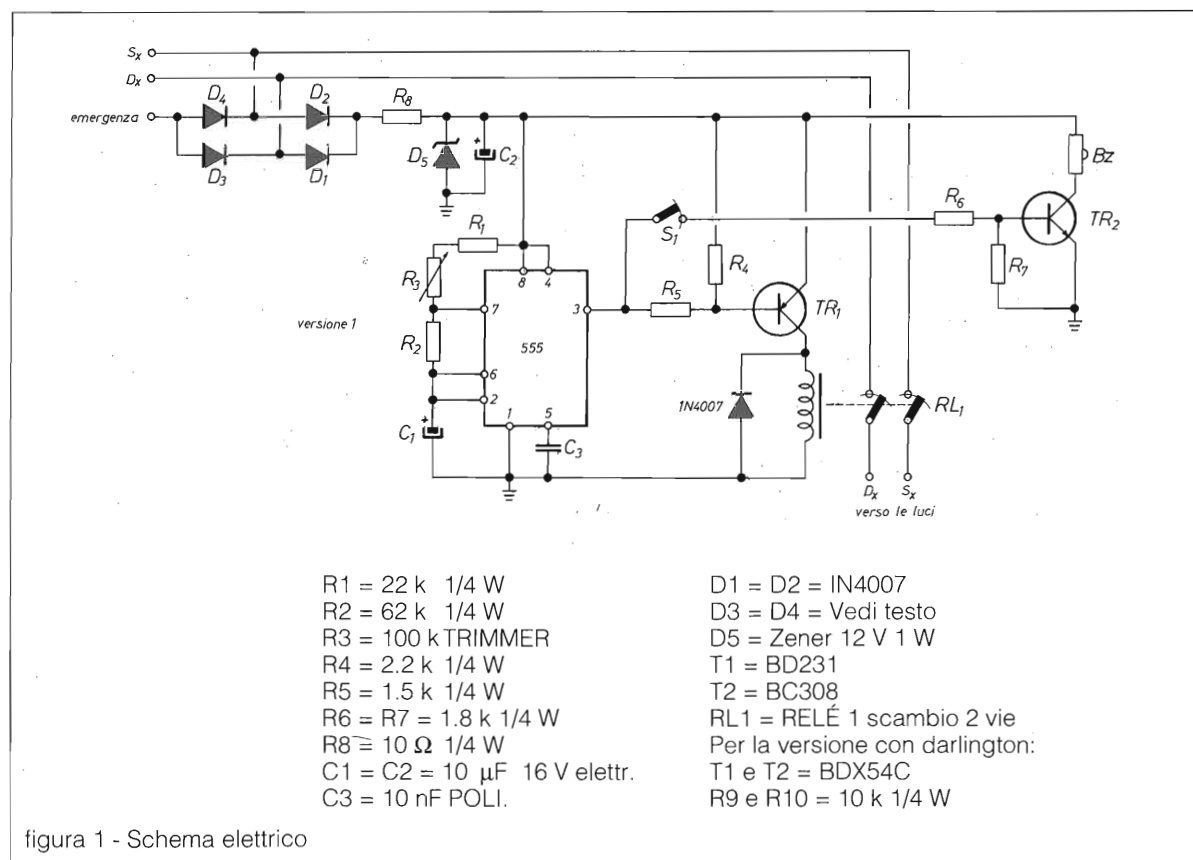 Sx
Dx
emergenza
D4
D2
D3
D1
R8
D5
+
C2
Bz
R6
TR2
R7
S1
R1
R3
R4
R5
TR1
8
4
7
3
versione 1
R2
555
6
2
1
5
+
C1
C3
1N4007
RL1
Dx
Sx
verso le luci
R1 = 22 k 1/4 W
R2 = 62 k 1/4 W
R3 = 100 k TRIMMER
R4 = 2.2 k 1/4 W
R5 = 1.5 k 1/4 W
R6 = R7 = 1.8 k 1/4 W
R8 = 10 Ω 1/4 W
C1 = C2 = 10 µF 16 V elettr.
C3 = 10 nF POLI.
D1 = D2 = IN4007
D3 = D4 = Vedi testo
D5 = Zener 12 V 1 W
T1 = BD231
T2 = BC308
RL1 = RELÉ 1 scambio 2 vie
Per la versione con darlington:
T1 e T2 = BDX54C
R9 e R10 = 10 k 1/4 W
figura 1 - Schema elettrico